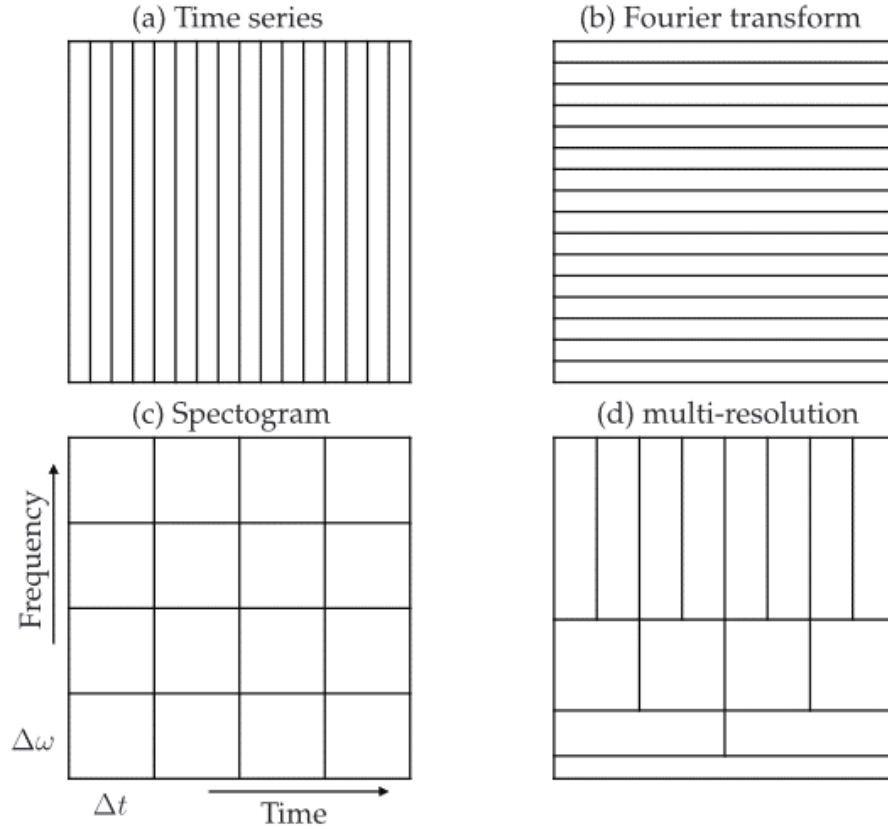 (a) Time series
(b) Fourier transform
(c) Spectogram
(d) multi-resolution
Frequency
Δω
Δt
Time